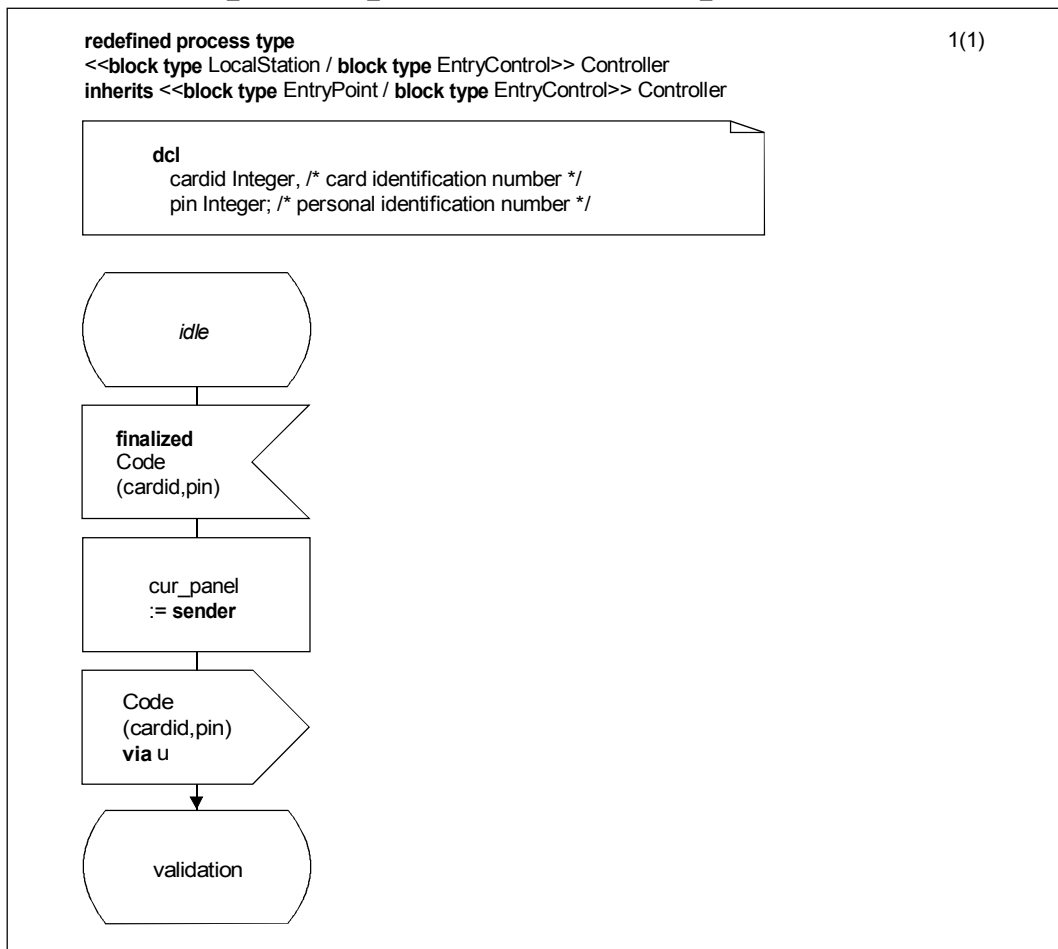 redefined process type
1(1)
<<block type LocalStation / block type EntryControl>> Controller
inherits <<block type EntryPoint / block type EntryControl>> Controller
dcl
cardid Integer, /* card identification number */
pin Integer; /* personal identification number */
idle
finalized
Code
(cardid,pin)
cur_panel
:= sender
Code
(cardid,pin)
via u
validation